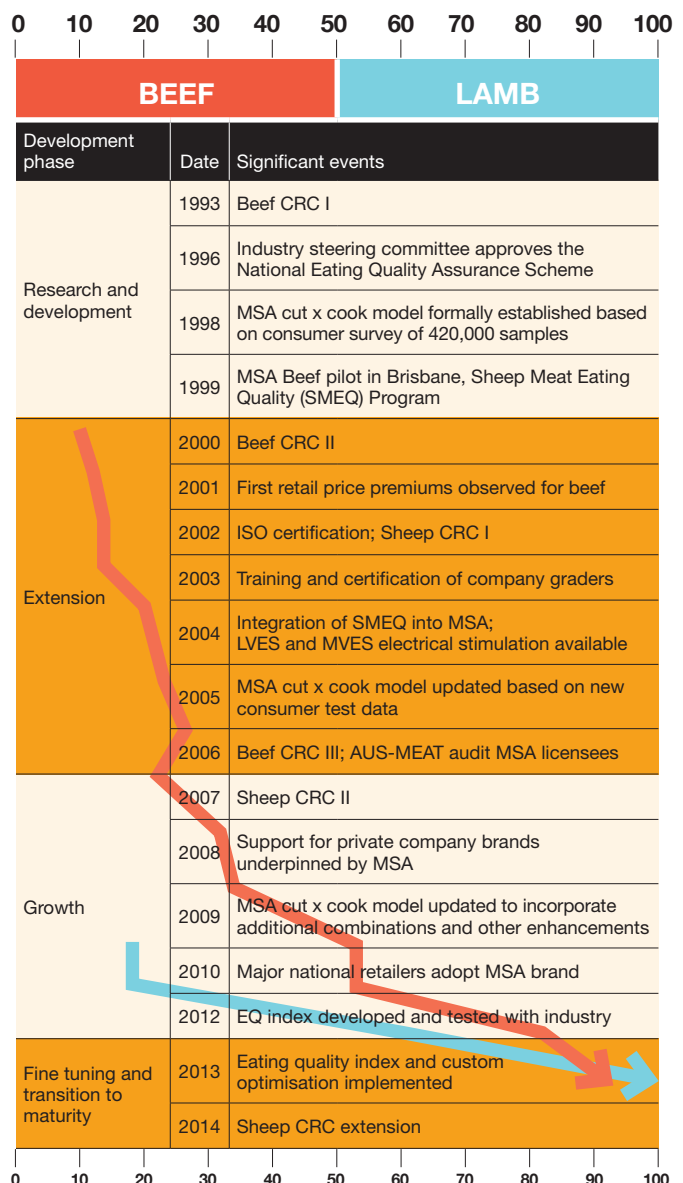 0 10 20 30 40 50 60 70 80 90 100
BEEF LAMB
Development
phase
Date
Significant events
Research and
development
1993
Beef CRC I
1996
Industry steering committee approves the
National Eating Quality Assurance Scheme
1998
MSA cut x cook model formally established based
on consumer survey of 420,000 samples
1999
MSA Beef pilot in Brisbane, Sheep Meat Eating
Quality (SMEQ) Program
Extension
2000
Beef CRC II
2001
First retail price premiums observed for beef
2002
ISO certification; Sheep CRC I
2003
Training and certification of company graders
2004
Integration of SMEQ into MSA;
LVES and MVES electrical stimulation available
2005
MSA cut x cook model updated based on new
consumer test data
2006
Beef CRC III; AUS-MEAT audit MSA licensees
Growth
2007
Sheep CRC II
2008
Support for private company brands
underpinned by MSA
2009
MSA cut x cook model updated to incorporate
additional combinations and other enhancements
2010
Major national retailers adopt MSA brand
2012
EQ index developed and tested with industry
Fine tuning and
transition to
maturity
2013
Eating quality index and custom
optimisation implemented
2014
Sheep CRC extension
0 10 20 30 40 50 60 70 80 90 100